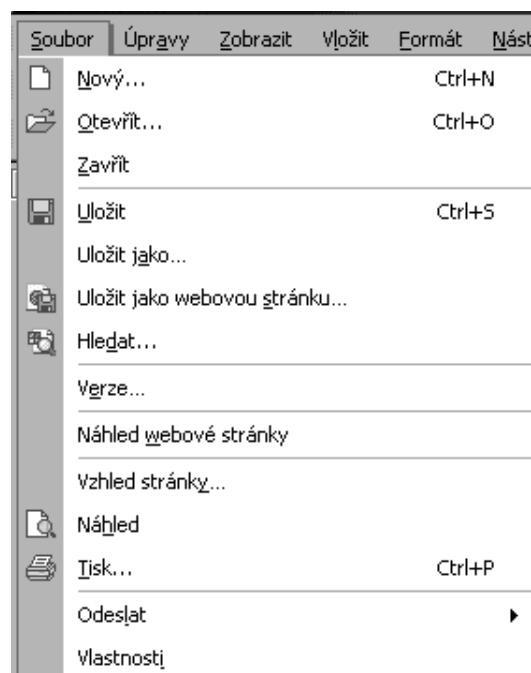 Soubor Úpravy Zobrazit Vložit Formát Nást
Nový... Ctrl+N
Otevřít... Ctrl+O
Zavřít
Uložit Ctrl+S
Uložit jako...
Uložit jako webovou stránku...
Hledat...
Verze...
Náhled webové stránky
Vzhled stránky...
Náhled
Tisk... Ctrl+P
Odeslat
Vlastnosti